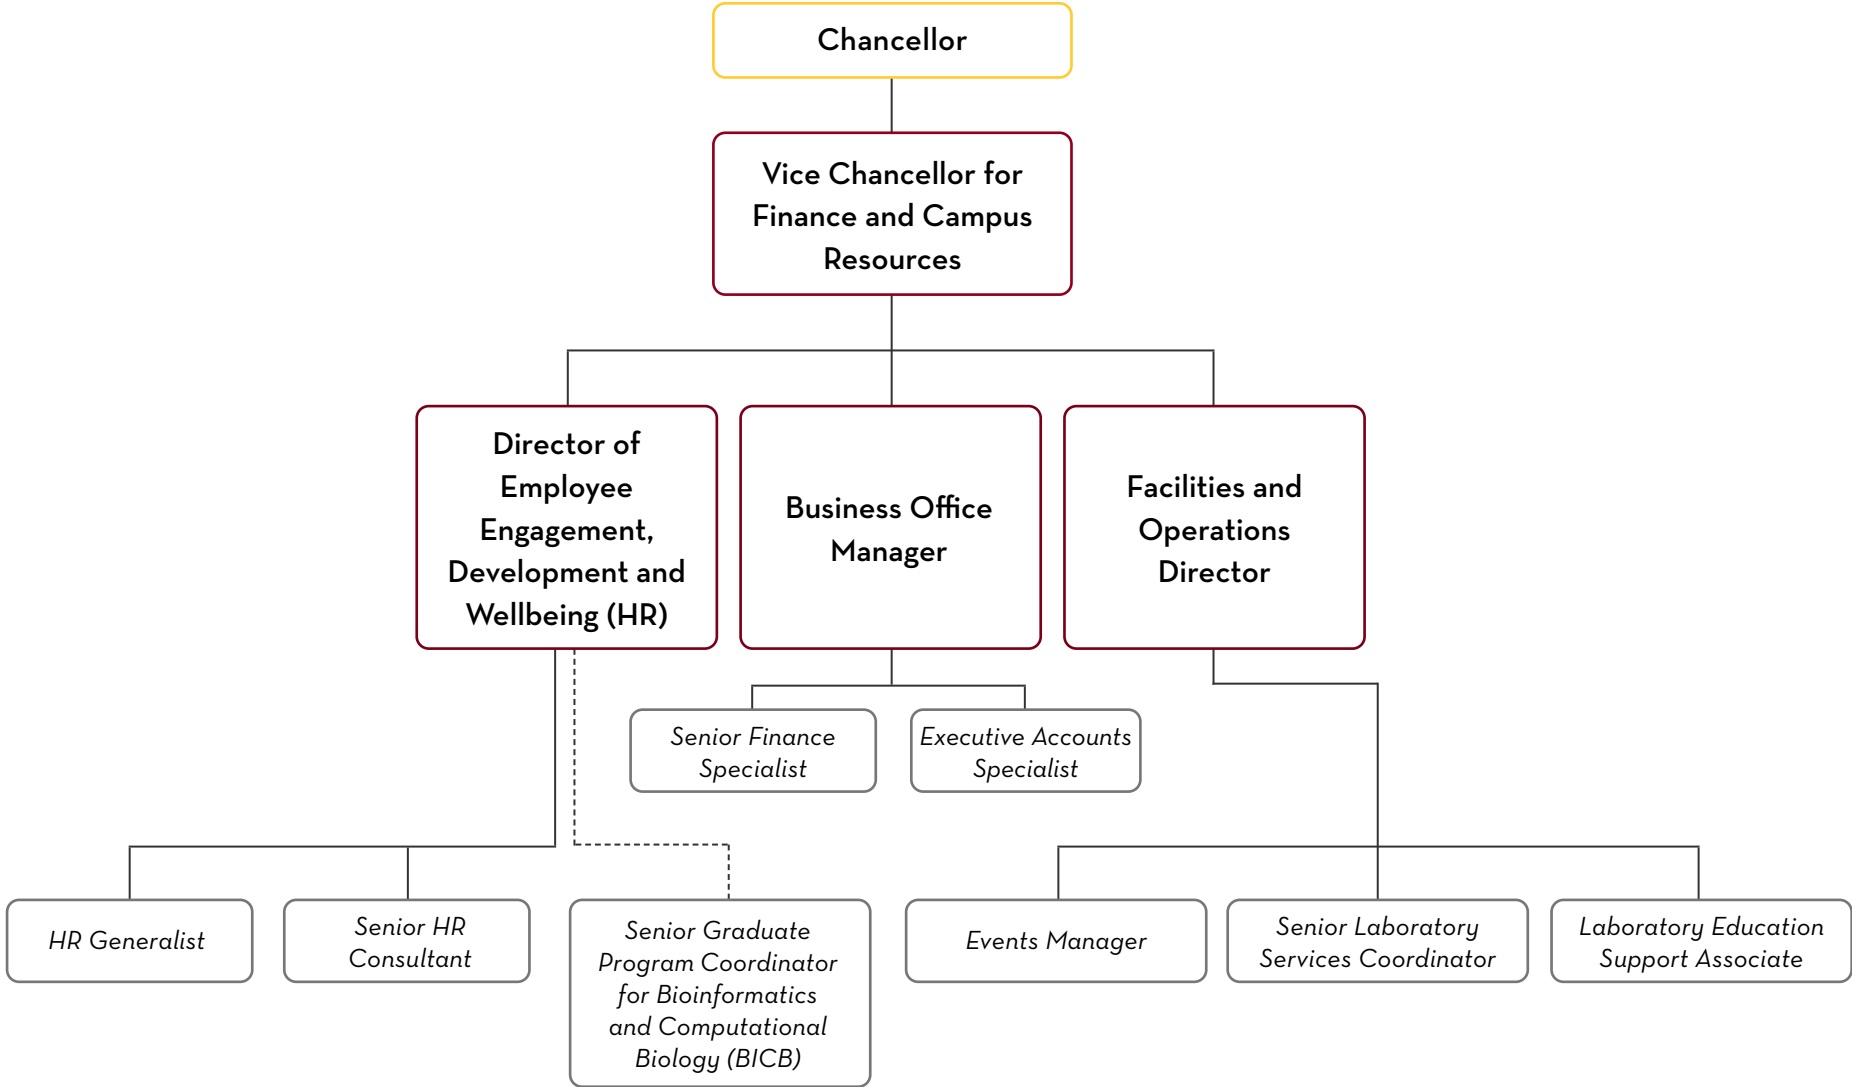 Chancellor
Vice Chancellor for
Finance and Campus
Resources
Director of
Employee
Engagement,
Development and
Wellbeing (HR)
Business Office
Manager
Facilities and
Operations
Director
Senior Finance
Specialist
Executive Accounts
Specialist
HR Generalist
Senior HR
Consultant
Senior Graduate
Program Coordinator
for Bioinformatics
and Computational
Biology (BICB)
Events Manager
Senior Laboratory
Services Coordinator
Laboratory Education
Support Associate